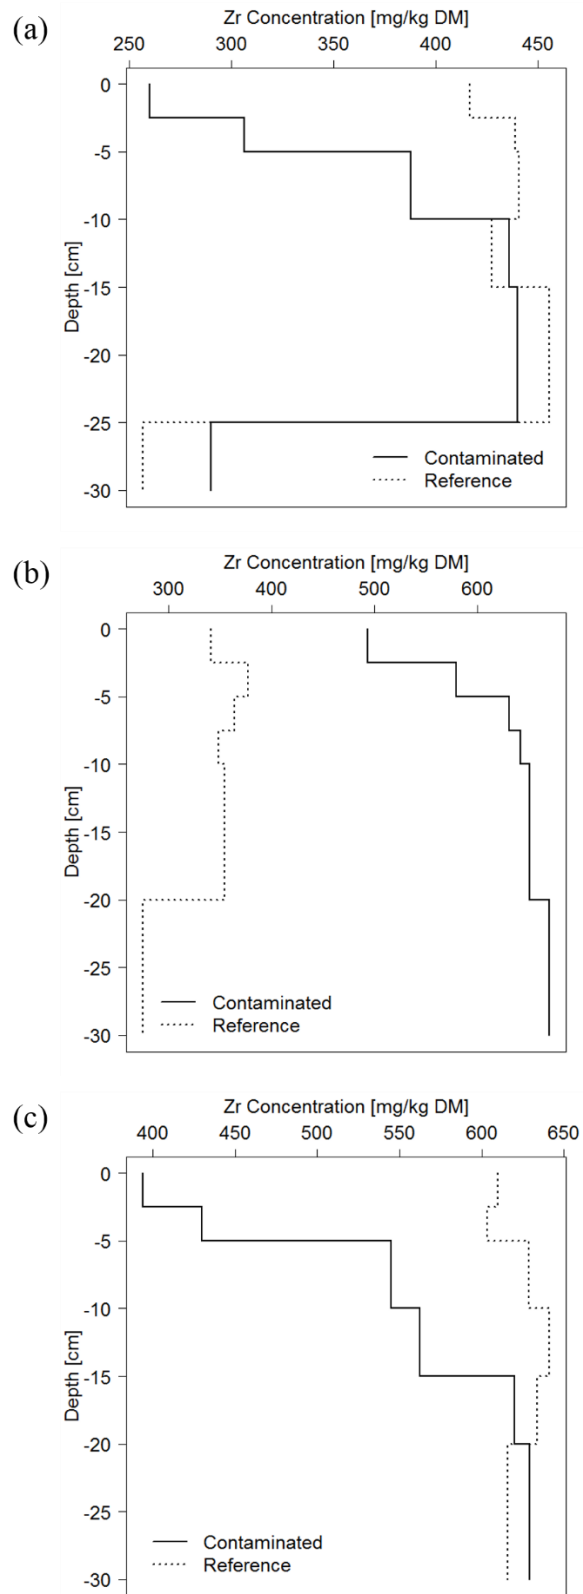 (a)
Zr Concentration [mg/kg DM]
250 300 350 400 450
0
-5
-10
-15
-20
-25
-30
Depth [cm]
Contaminated
Reference
(b)
Zr Concentration [mg/kg DM]
300 400 500 600
0
-5
-10
-15
-20
-25
-30
Depth [cm]
Contaminated
Reference
(c)
Zr Concentration [mg/kg DM]
400 450 500 550 600 650
0
-5
-10
-15
-20
-25
-30
Depth [cm]
Contaminated
Reference